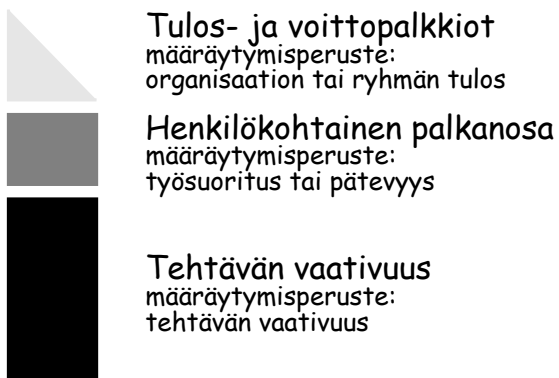 Tulos- ja voittopalkkiot
määräytymisperuste:
organisaation tai ryhmän tulos
Henkilökohtainen palkanosa
määräytymisperuste:
työsuoritus tai pätevyys
Tehtävän vaativuus
määräytymisperuste:
tehtävän vaativuus